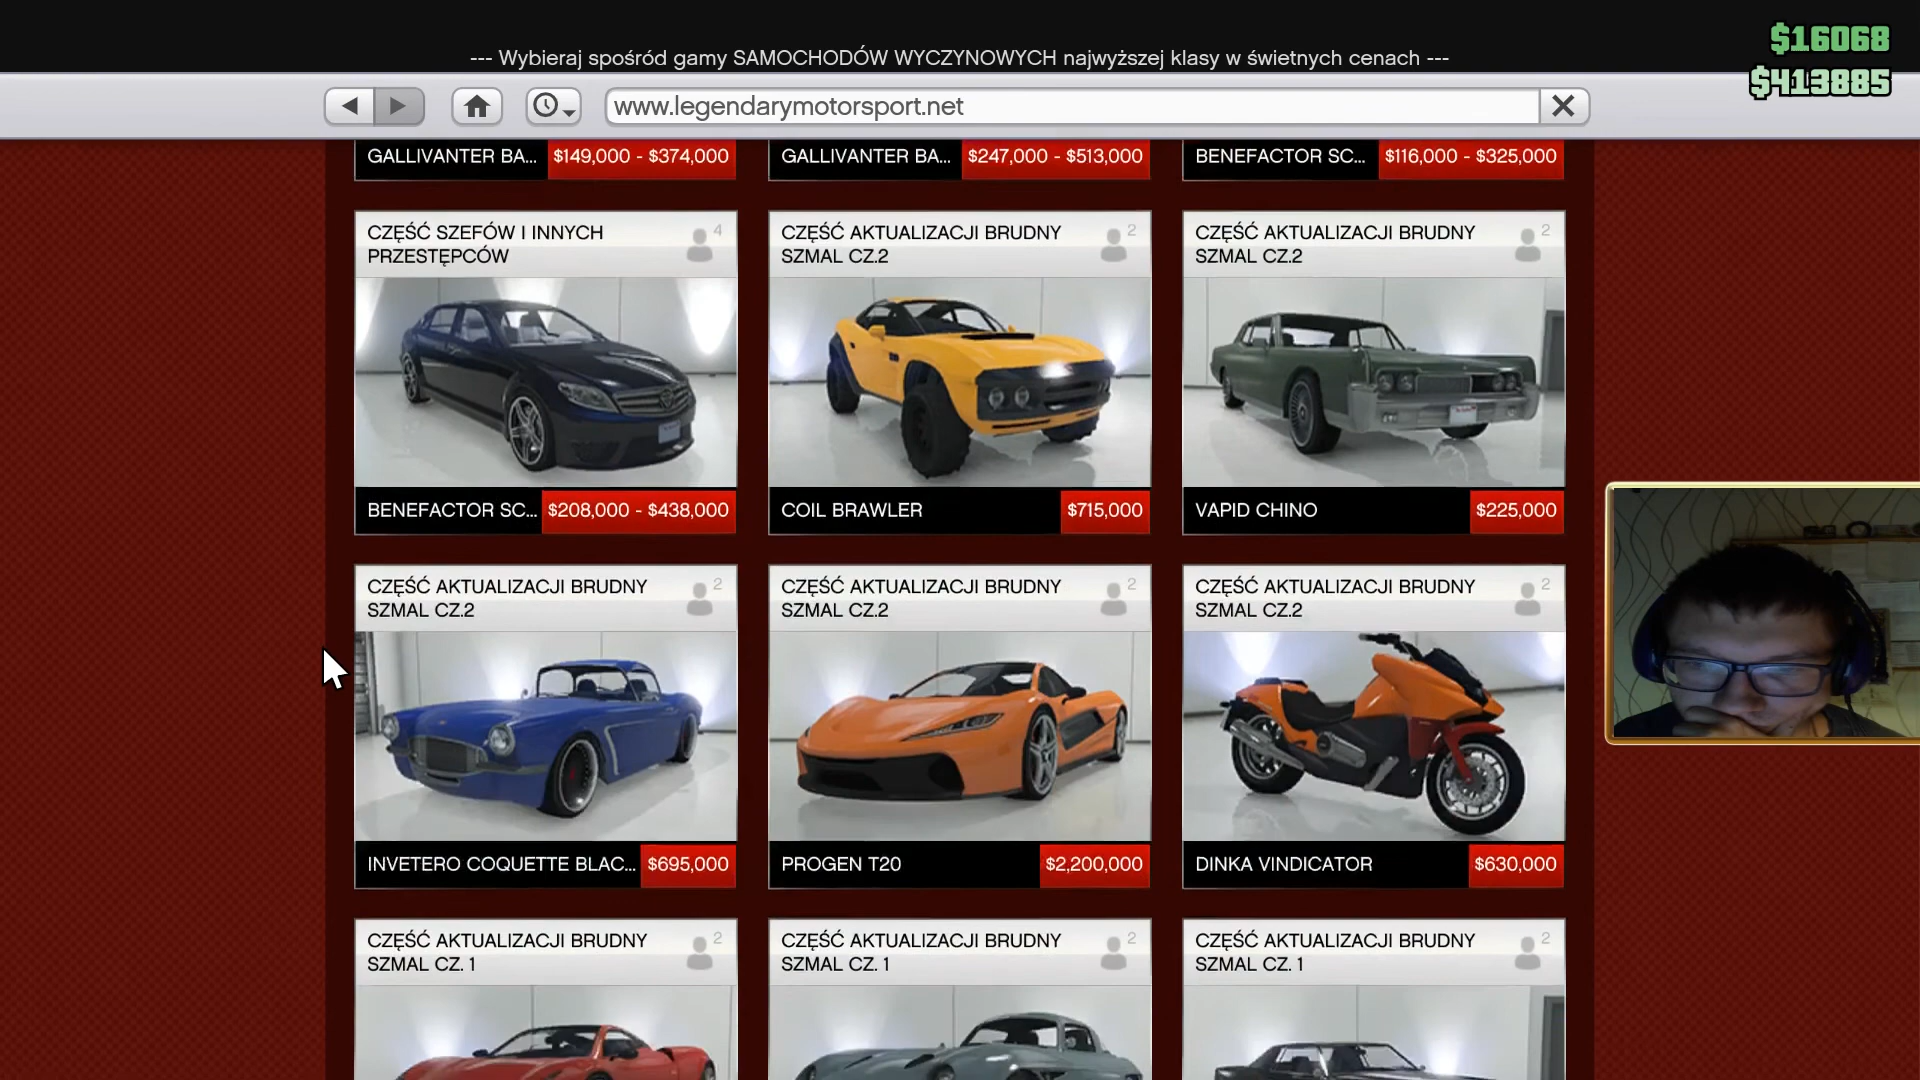 $16068
--- Wybieraj spośród gamy SAMOCHODÓW WYCZYNOWYCH najwyższej klasy w świetnych cenach ---
$413885
www.legendarymotorsport.net
GALLIVANTER BA... $149,000 - $374,000
GALLIVANTER BA... $247,000 - $513,000
BENEFACTOR SC... $116,000 - $325,000
CZĘŚĆ SZEFÓW I INNYCH
PRZESTĘPCÓW
4
CZĘŚĆ AKTUALIZACJI BRUDNY
SZMAL CZ.2
2
CZĘŚĆ AKTUALIZACJI BRUDNY
SZMAL CZ.2
2
BENEFACTOR SC... $208,000 - $438,000
COIL BRAWLER $715,000
VAPID CHINO $225,000
CZĘŚĆ AKTUALIZACJI BRUDNY
SZMAL CZ.2
2
CZĘŚĆ AKTUALIZACJI BRUDNY
SZMAL CZ.2
2
CZĘŚĆ AKTUALIZACJI BRUDNY
SZMAL CZ.2
2
INVETERO COQUETTE BLAC... $695,000
PROGEN T20 $2,200,000
DINKA VINDICATOR $630,000
CZĘŚĆ AKTUALIZACJI BRUDNY
SZMAL CZ. 1
2
CZĘŚĆ AKTUALIZACJI BRUDNY
SZMAL CZ. 1
2
CZĘŚĆ AKTUALIZACJI BRUDNY
SZMAL CZ. 1
2